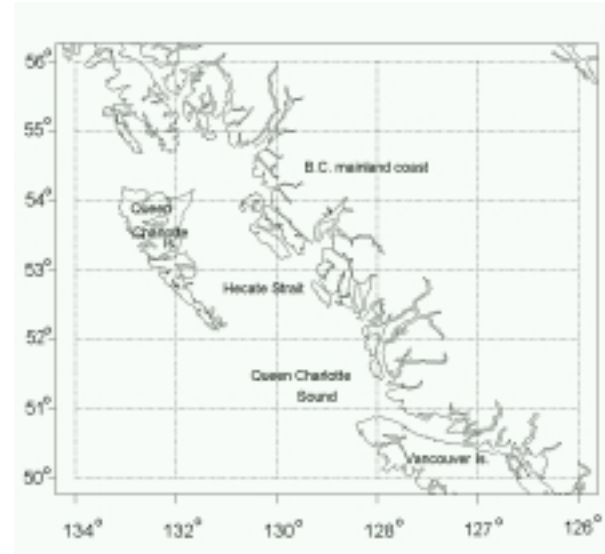 56°
55°
B.C. mainland coast
54°
Queen
Charlotte
Is.
53°
Hecate Strait
52°
Queen Charlotte
Sound
51°
Vancouver Is.
50°
134° 132° 130° 128° 127° 126°